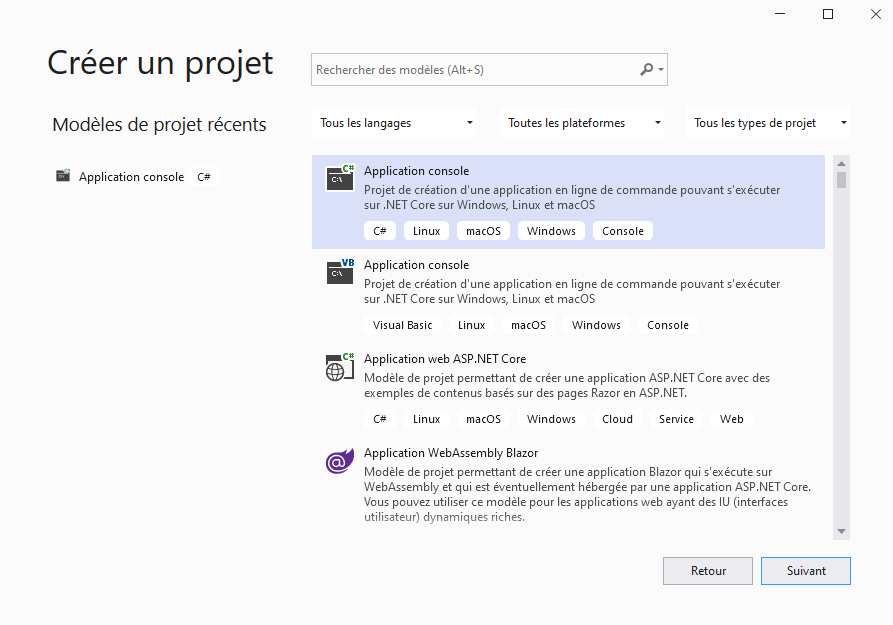 Créer un projet
Rechercher des modèles (Alt+S)
Modèles de projet récents
Tous les langages
Toutes les plateformes
Tous les types de projet
Application console C#
C#
C:\
Application console
Projet de création d'une application en ligne de commande pouvant s'exécuter
sur .NET Core sur Windows, Linux et macOS
C# Linux macOS Windows Console
VB
C:\
Application console
Projet de création d'une application en ligne de commande pouvant s'exécuter
sur .NET Core sur Windows, Linux et macOS
Visual Basic Linux macOS Windows Console
C#
Application web ASP.NET Core
Modèle de projet permettant de créer une application ASP.NET Core avec des
exemples de contenus basés sur des pages Razor en ASP.NET.
C# Linux macOS Windows Cloud Service Web
@
Application WebAssembly Blazor
Modèle de projet permettant de créer une application Blazor qui s'exécute sur
WebAssembly et qui est éventuellement hébergée par une application ASP.NET Core.
Vous pouvez utiliser ce modèle pour les applications web ayant des IU (interfaces
utilisateur) dynamiques riches.
Retour
Suivant